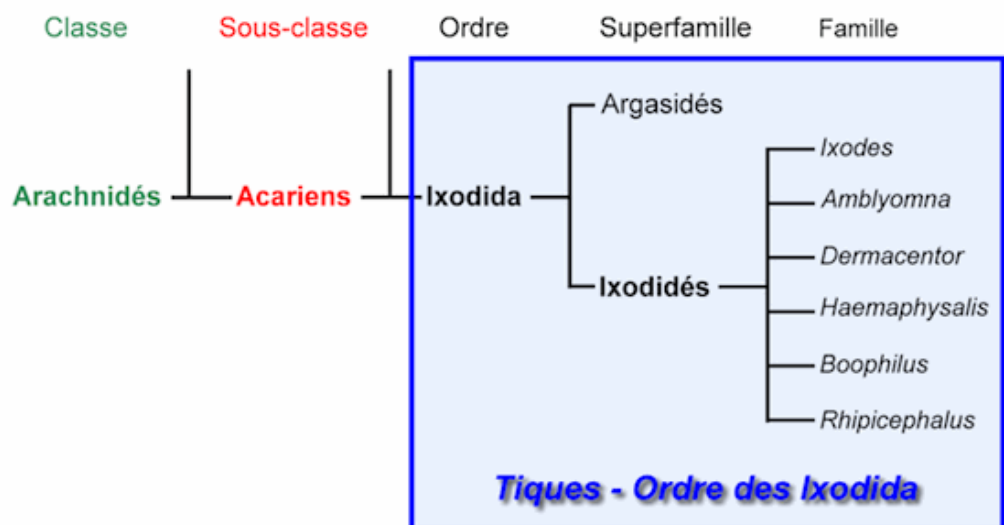 Classe Sous-classe Ordre Superfamille Famille
Argasidés
Ixodes
Arachnidés Acariens Ixodida
Amblyomna
Dermacentor
Ixodidés
Haemaphysalis
Boophilus
Rhipicephalus
Tiques - Ordre des Ixodida